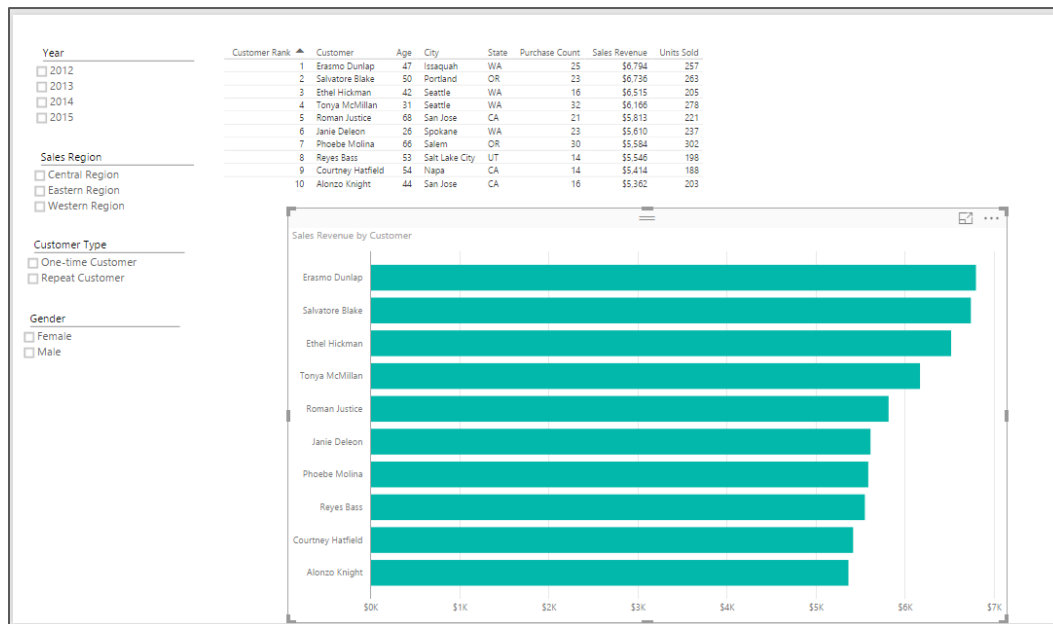 Year
2012
2013
2014
2015
Sales Region
Central Region
Eastern Region
Western Region
Customer Type
One-time Customer
Repeat Customer
Gender
Female
Male
Customer Rank Customer Age City State Purchase Count Sales Revenue Units Sold
1 Erasmo Dunlap 47 Issaquah WA 25 $6,794 257
2 Salvatore Blake 50 Portland OR 23 $6,736 263
3 Ethel Hickman 42 Seattle WA 16 $6,515 205
4 Tonya McMillan 31 Seattle WA 32 $6,166 278
5 Roman Justice 68 San Jose CA 21 $5,813 221
6 Janie Deleon 26 Spokane WA 23 $5,610 237
7 Phoebe Molina 66 Salem OR 30 $5,584 302
8 Reyes Bass 53 Salt Lake City UT 14 $5,546 198
9 Courtney Hatfield 54 Napa CA 14 $5,414 188
10 Alonzo Knight 44 San Jose CA 16 $5,362 203
Sales Revenue by Customer
Erasmo Dunlap
Salvatore Blake
Ethel Hickman
Tonya McMillan
Roman Justice
Janie Deleon
Phoebe Molina
Reyes Bass
Courtney Hatfield
Alonzo Knight
$0K $1K $2K $3K $4K $5K $6K $7K